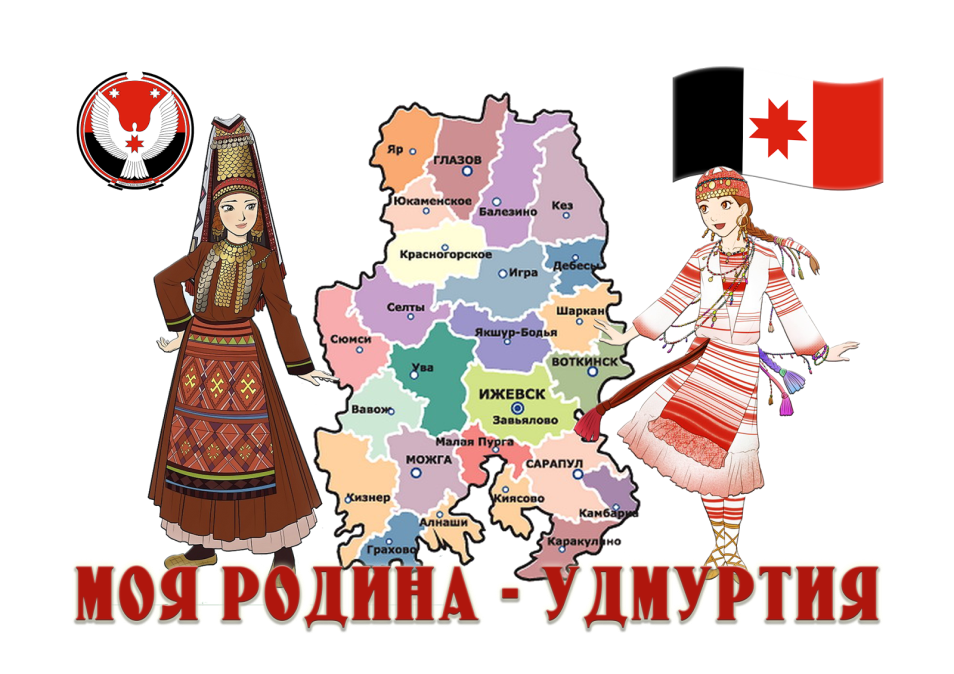 Яр
ГЛАЗОВ
Юкаменское
Балезино
Кез
Красногорское
Игра
Дебесы
Селты
Шаркан
Сюмси
Якшур-Бодья
Ува
ВОТКИНСК
ИЖЕВСК
Вавож
Завьялово
Малая Пурга
МОЖГА
САРАПУЛ
Кизнер
Киясово
Камбарка
Алнаши
Грахово
Каракулино
МОЯ РОДИНА - УДМУРТИЯ